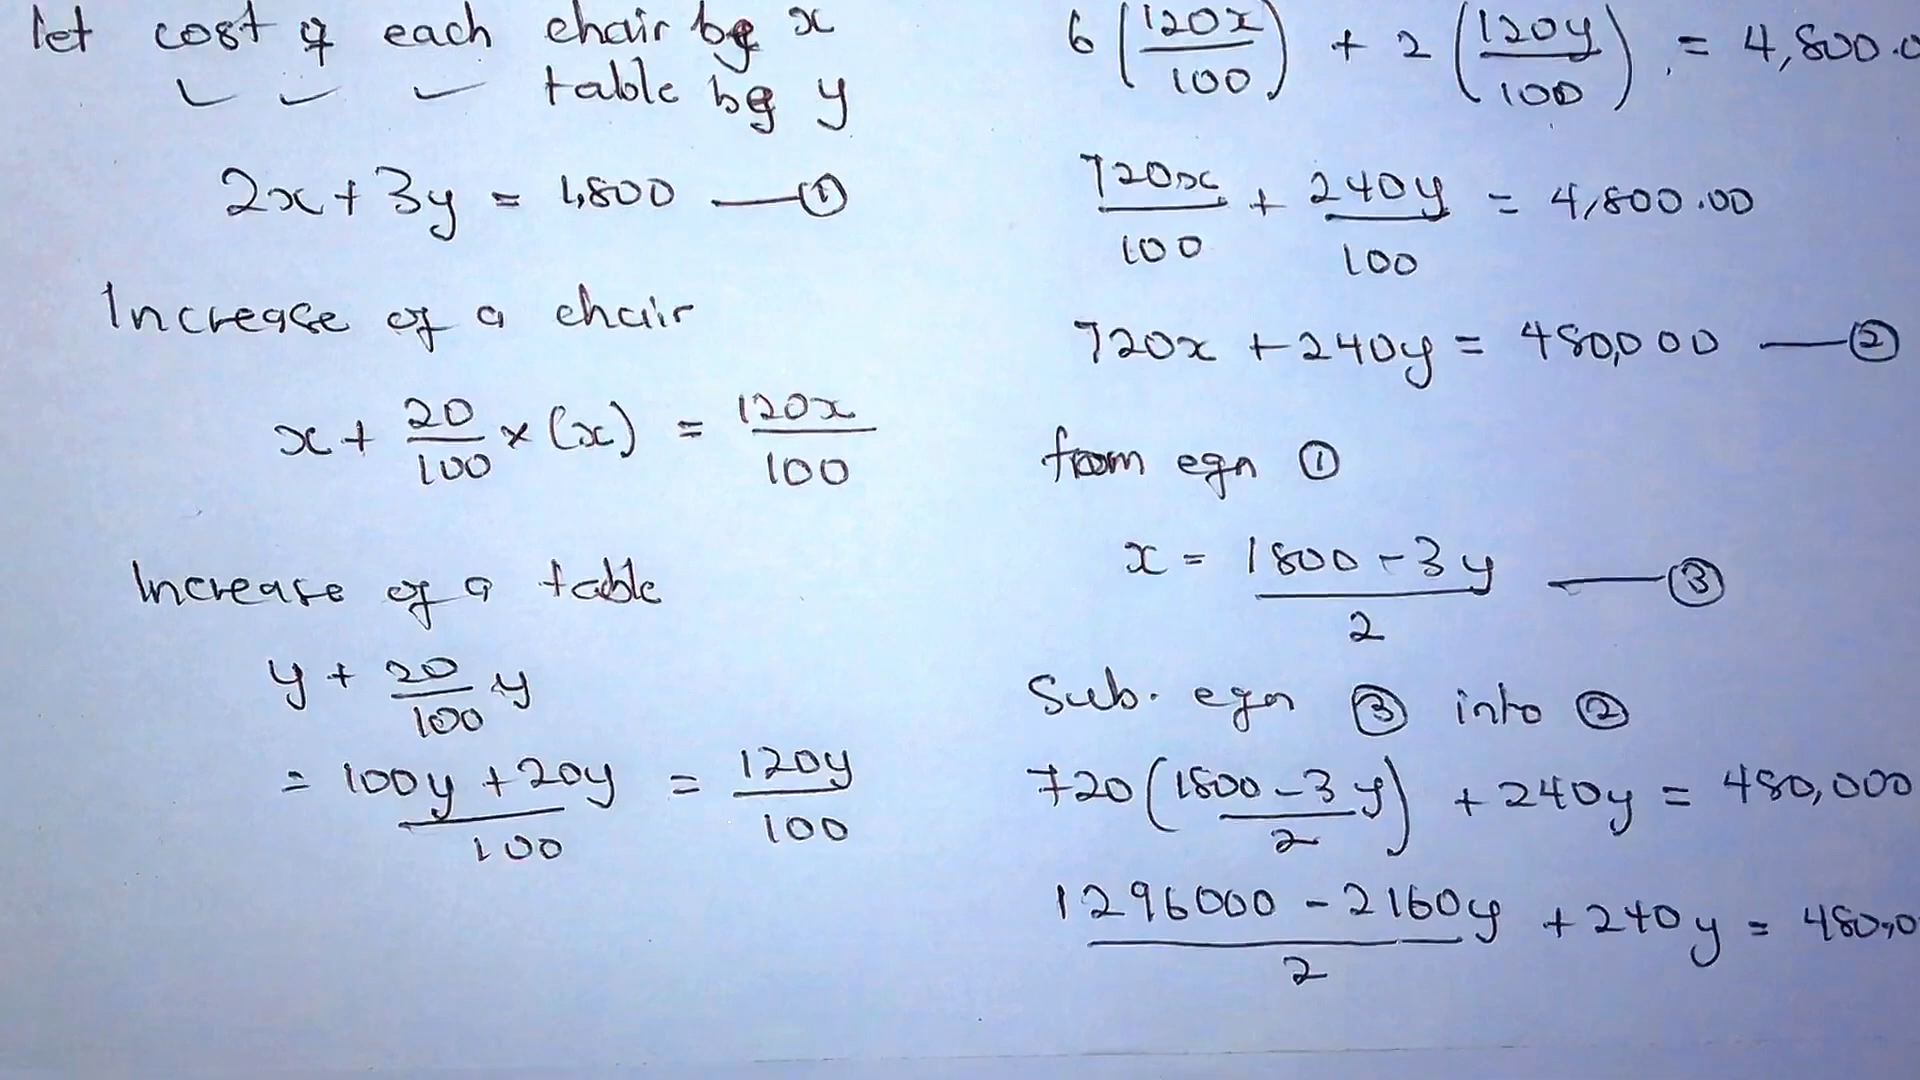 let cost of each chair be x
✓ ✓ ✓ table be y
2x + 3y = 1,800 —①
Increase of a chair
x + 20/100 × (x) = 120x/100
Increase of a table
y + 20/100 y
= 100y + 20y/100 = 120y/100
6(120x/100) + 2(120y/100) = 4,800.0
720x/100 + 240y/100 = 4,800.00
720x + 240y = 480,000 —②
from eqn ①
x = 1800 - 3y/2 —③
Sub. eqn ③ into ②
720(1800 - 3y/2) + 240y = 480,000
1296000 - 2160y/2 + 240y = 480,0